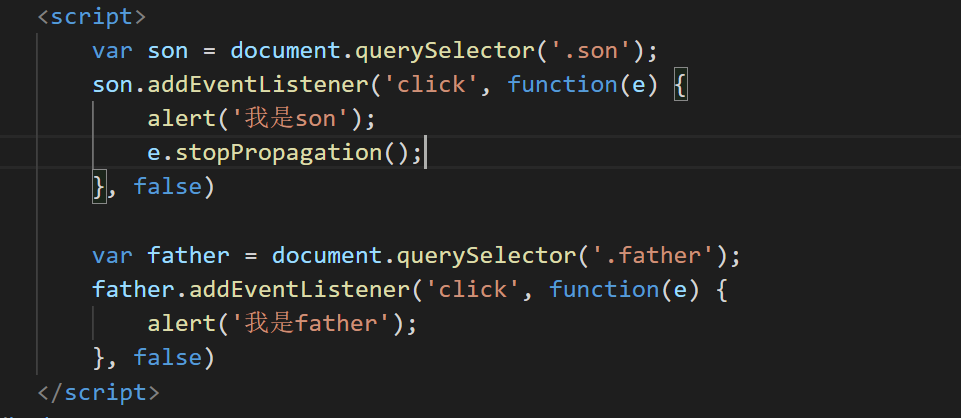 <script>
var son = document.querySelector('.son');
son.addEventListener('click', function(e) {
alert('我是son');
e.stopPropagation();
}, false)
var father = document.querySelector('.father');
father.addEventListener('click', function(e) {
alert('我是father');
}, false)
</script>